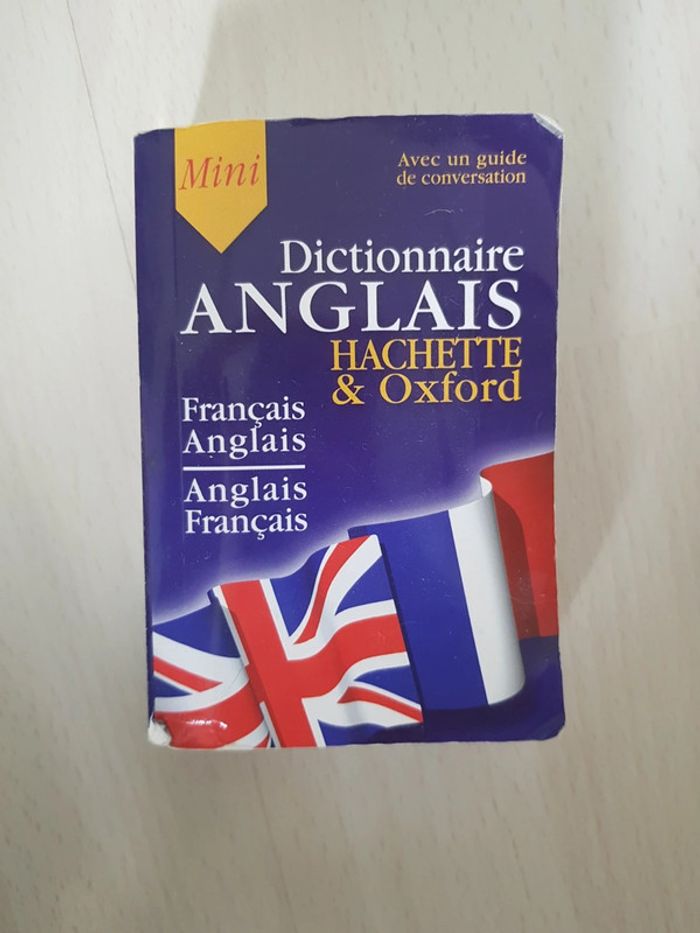 Mini
Avec un guide
de conversation
Dictionnaire
ANGLAIS
HACHETTE
& Oxford
Français
Anglais
Anglais
Français